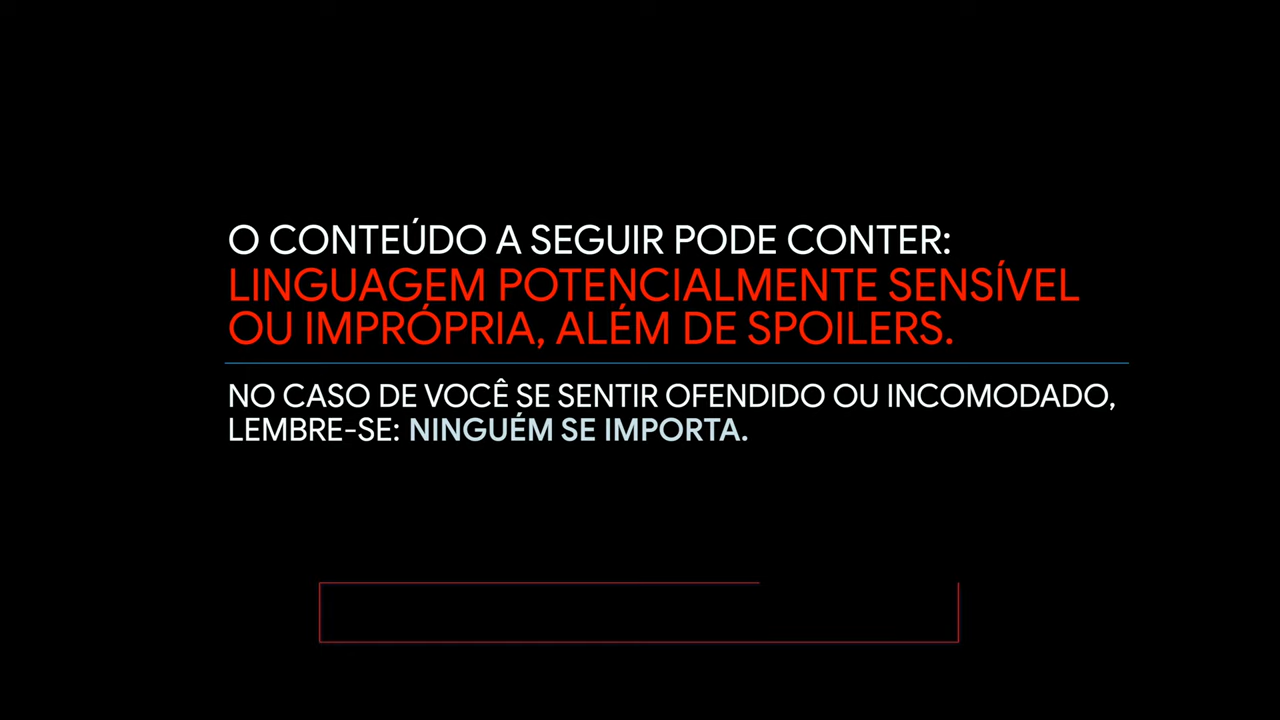 O CONTEÚDO A SEGUIR PODE CONTER:
LINGUAGEM POTENCIALMENTE SENSÍVEL
OU IMPRÓPRIA, ALÉM DE SPOILERS.
NO CASO DE VOCÊ SE SENTIR OFENDIDO OU INCOMODADO,
LEMBRE-SE: NINGUÉM SE IMPORTA.